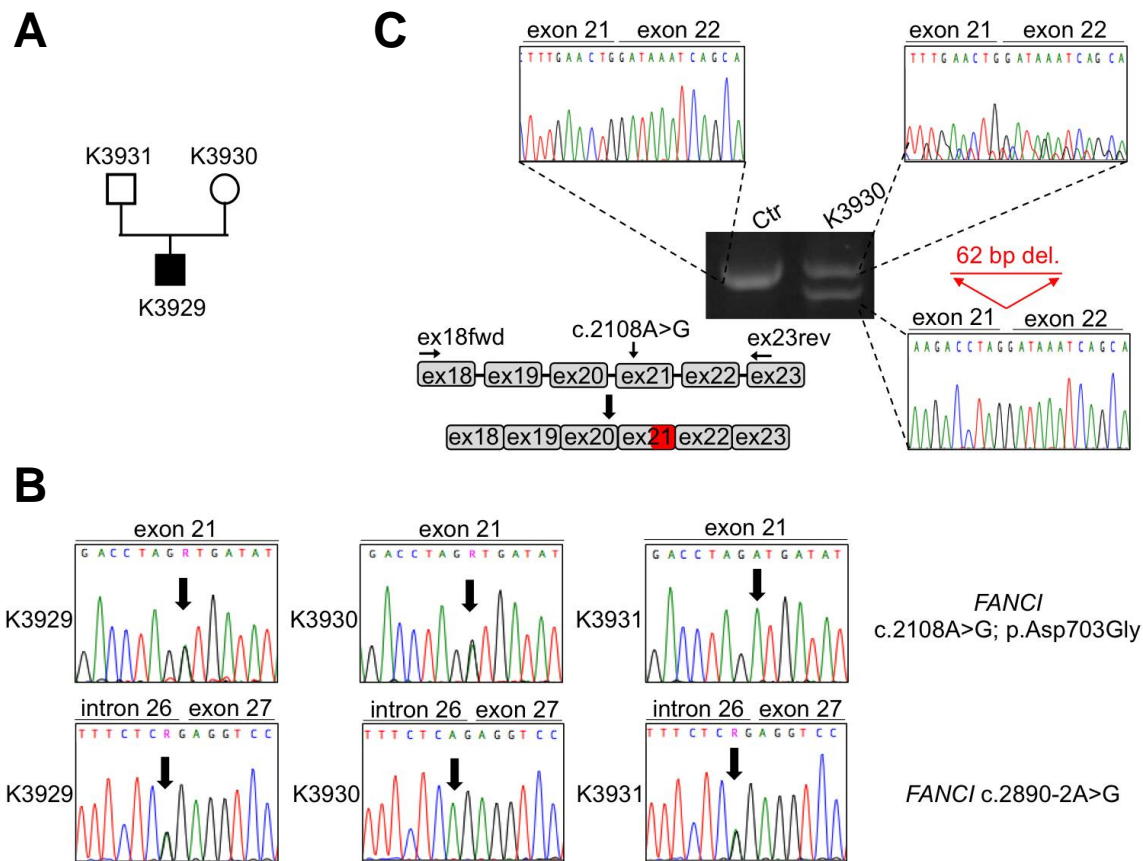 A
K3931 K3930
K3929
C
exon 21 exon 22
CTTTGAACTGGATAAATCAGCA
exon 21 exon 22
TTTGAACTGGATAAATCAGCA
Ctr K3930
62 bp del.
exon 21 exon 22
AAGACCTAGGATAAATCAGCA
c.2108A>G
ex18fwd ex23rev
ex18 ex19 ex20 ex21 ex22 ex23
ex18 ex19 ex20 ex21 ex22 ex23
B
exon 21 exon 21 exon 21
GACCTAGRTGATAT GACCTAGRTGATAT GACCTAGATGATAT
K3929 K3930 K3931
FANCI
c.2108A>G; p.Asp703Gly
intron 26 exon 27 intron 26 exon 27 intron 26 exon 27
TTTCTCRGAGGTCC TTTCTCAGAGGTCC TTTCTCRGAGGTCC
K3929 K3930 K3931
FANCI c.2890-2A>G